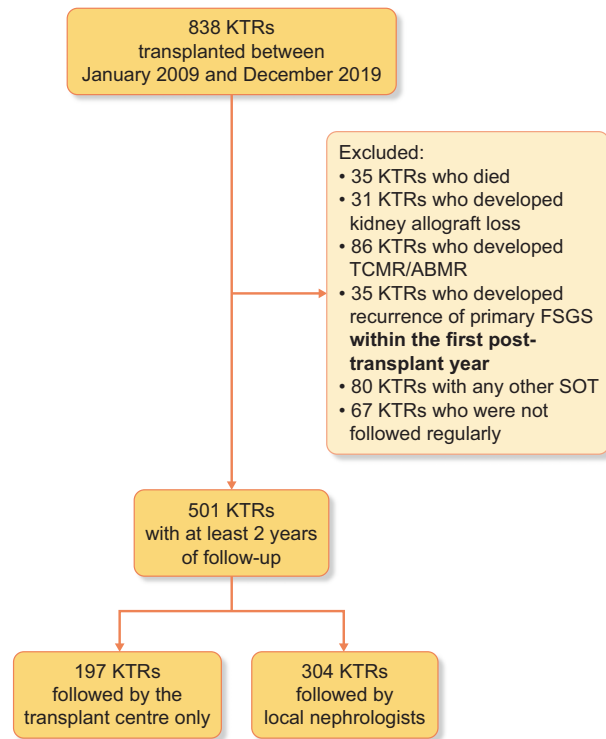 838 KTRs
transplanted between
January 2009 and December 2019
Excluded:
• 35 KTRs who died
• 31 KTRs who developed
kidney allograft loss
• 86 KTRs who developed
TCMR/ABMR
• 35 KTRs who developed
recurrence of primary FSGS
within the first post-
transplant year
• 80 KTRs with any other SOT
• 67 KTRs who were not
followed regularly
501 KTRs
with at least 2 years
of follow-up
197 KTRs
followed by the
transplant centre only
304 KTRs
followed by
local nephrologists